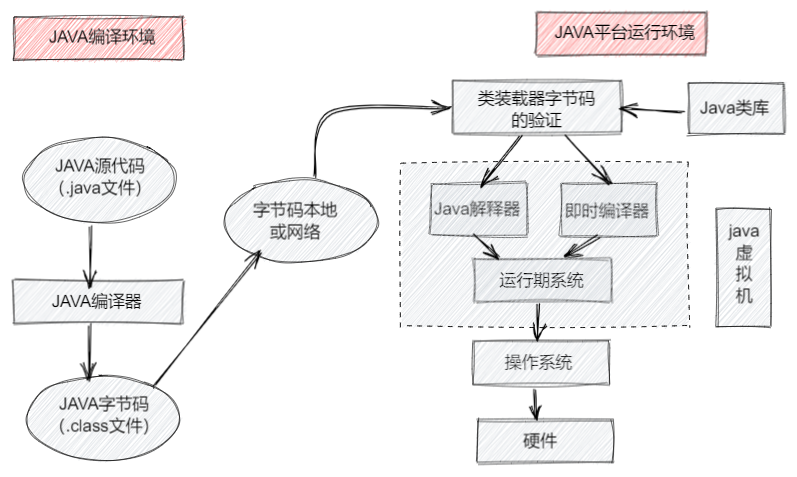 JAVA编译环境
JAVA平台运行环境
JAVA源代码
（.java文件）
JAVA编译器
JAVA字节码
（.class文件）
字节码本地
或网络
类装载器字节码
的验证
Java类库
Java解释器
即时编译器
运行期系统
java
虚
拟
机
操作系统
硬件